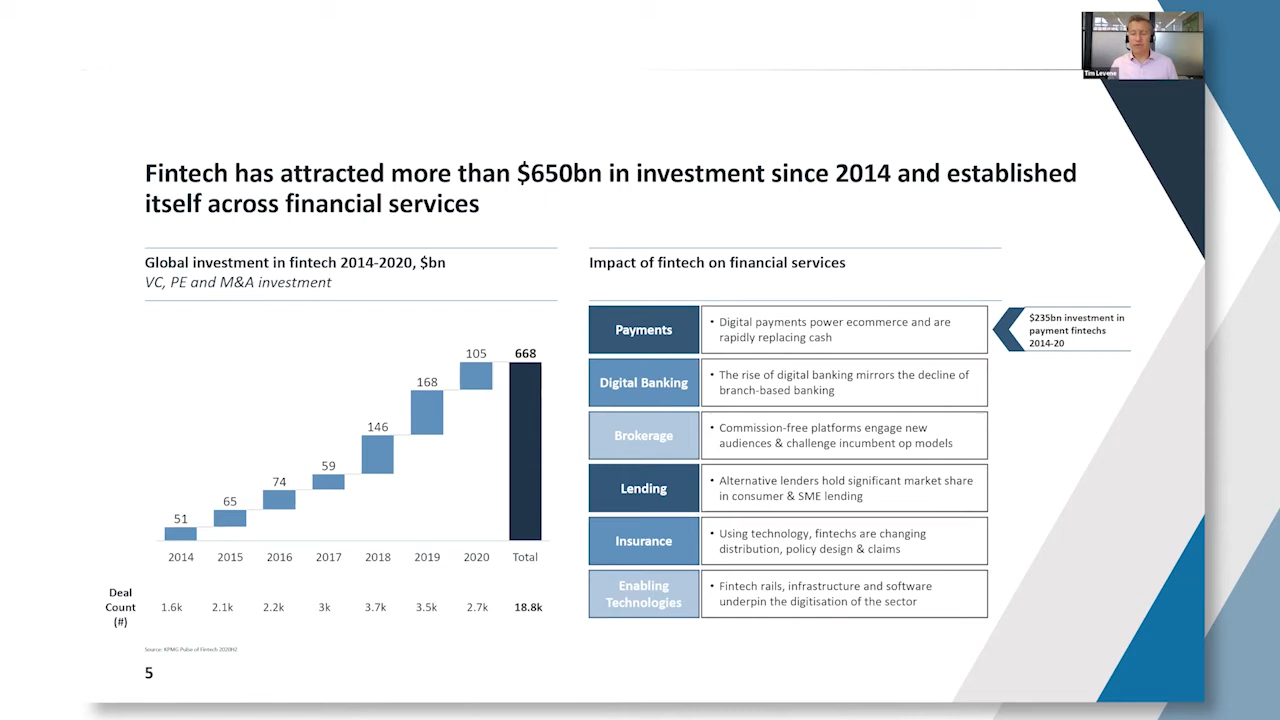 Tim Levene
Fintech has attracted more than $650bn in investment since 2014 and established
itself across financial services
Global investment in fintech 2014-2020, $bn
VC, PE and M&A investment
51
65
74
59
146
168
105
668
2014 2015 2016 2017 2018 2019 2020 Total
Deal
Count
(#)
1.6k 2.1k 2.2k 3k 3.7k 3.5k 2.7k 18.8k
Source: KPMG Pulse of Fintech 2020H2
5
Impact of fintech on financial services
Payments
• Digital payments power ecommerce and are
rapidly replacing cash
$235bn investment in
payment fintechs
2014-20
Digital Banking
• The rise of digital banking mirrors the decline of
branch-based banking
Brokerage
• Commission-free platforms engage new
audiences & challenge incumbent op models
Lending
• Alternative lenders hold significant market share
in consumer & SME lending
Insurance
• Using technology, fintechs are changing
distribution, policy design & claims
Enabling
Technologies
• Fintech rails, infrastructure and software
underpin the digitisation of the sector